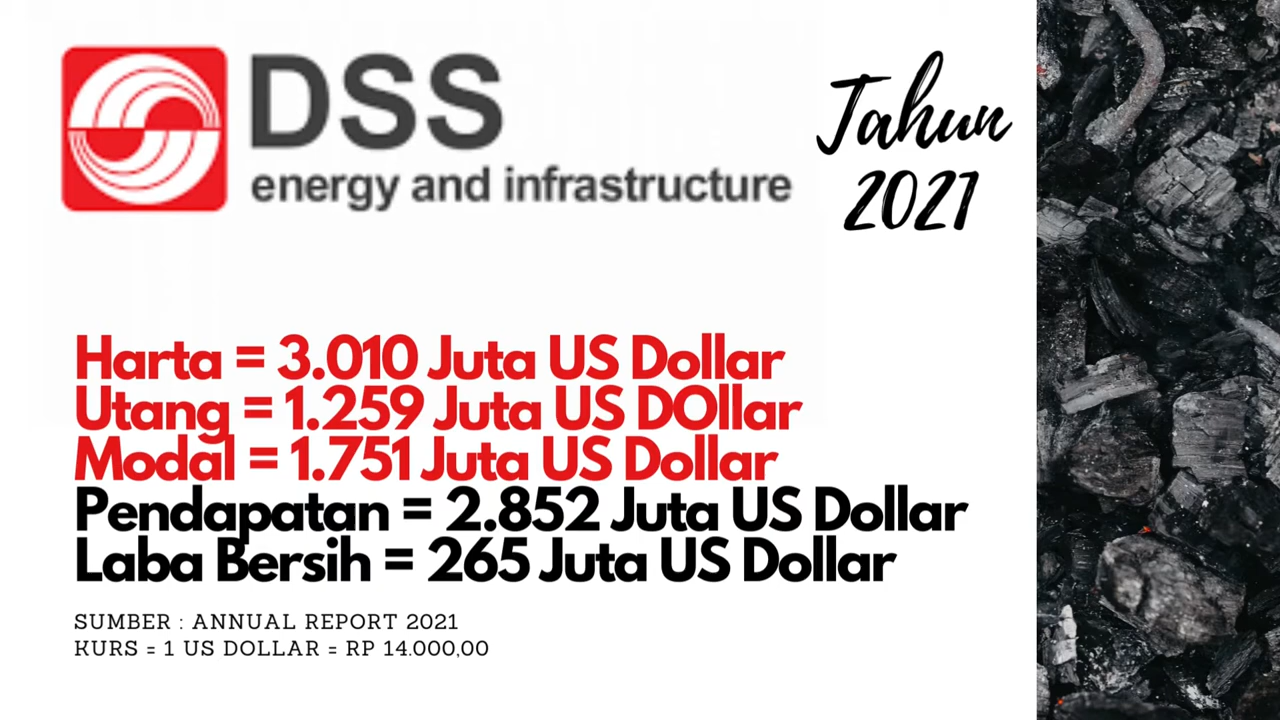 DSS
energy and infrastructure
Tahun
2021
Harta = 3.010 Juta US Dollar
Utang = 1.259 Juta US DOllar
Modal = 1.751 Juta US Dollar
Pendapatan = 2.852 Juta US Dollar
Laba Bersih = 265 Juta US Dollar
SUMBER : ANNUAL REPORT 2021
KURS = 1 US DOLLAR = RP 14.000,00